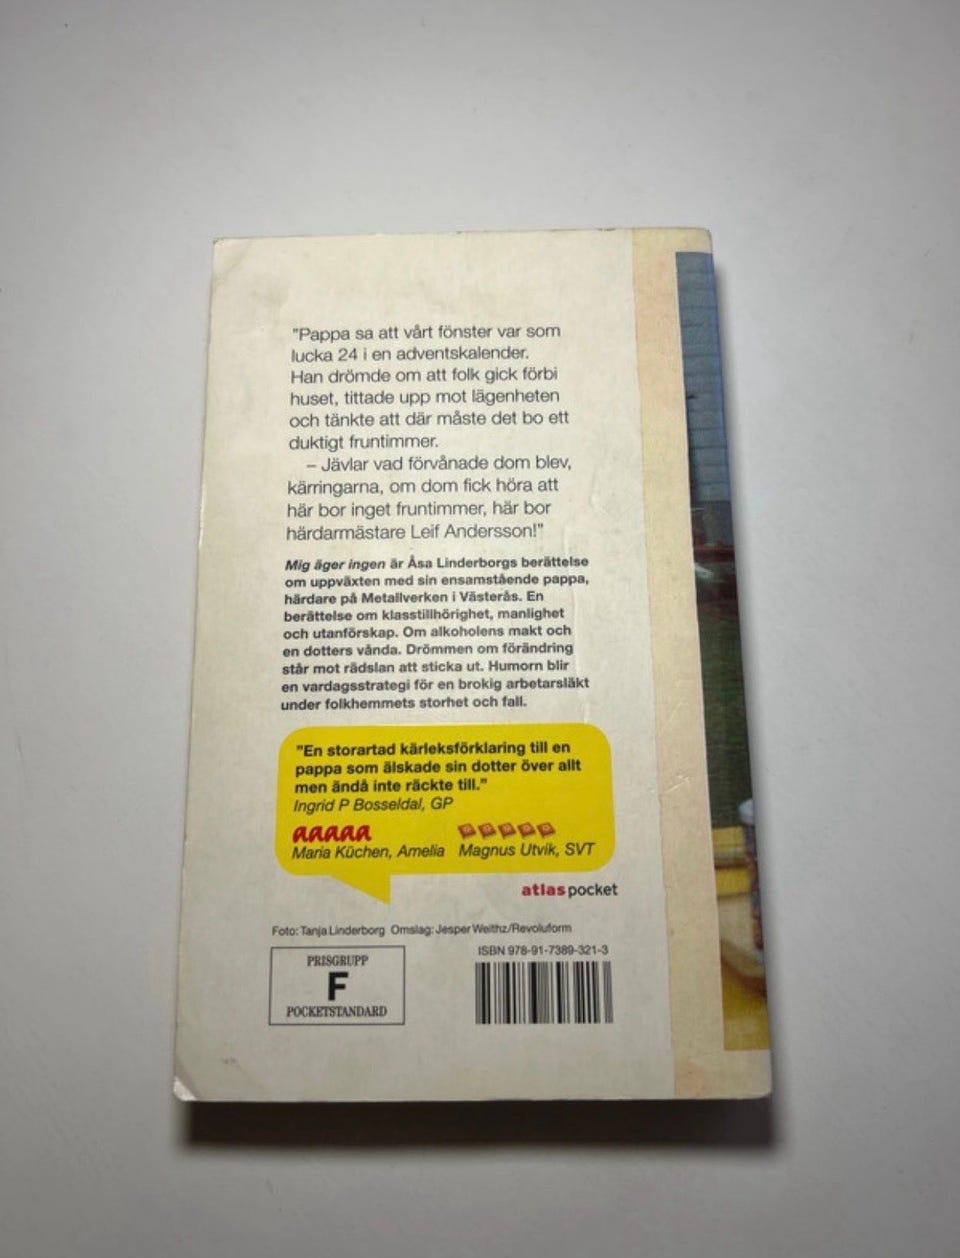 "Pappa sa att vårt fönster var som
lucka 24 i en adventskalender.
Han drömde om att folk gick förbi
huset, tittade upp mot lägenheten
och tänkte att där måste det bo ett
duktigt fruntimmer.
– Jävlar vad förvånade dom blev,
kärringarna, om dom fick höra att
här bor inget fruntimmer, här bor
härdarmästare Leif Andersson!"
Mig äger ingen är Åsa Linderborgs berättelse
om uppväxten med sin ensamstående pappa,
härdare på Metallverken i Västerås. En
berättelse om klasstillhörighet, manlighet
och utanförskap. Om alkoholens makt och
en dotters vånda. Drömmen om förändring
står mot rädslan att sticka ut. Humorn blir
en vardagsstrategi för en brokig arbetarsläkt
under folkhemmets storhet och fall.
"En storartad kärleksförklaring till en
pappa som älskade sin dotter över allt
men ändå inte räckte till."
Ingrid P Bosseldal, GP
aaaaa
Maria Küchen, Amelia Magnus Utvik, SVT
atlas pocket
Foto: Tanja Linderborg Omslag: Jesper Weithz/Revoluform
PRISGRUPP
F
POCKETSTANDARD
ISBN 978-91-7389-321-3